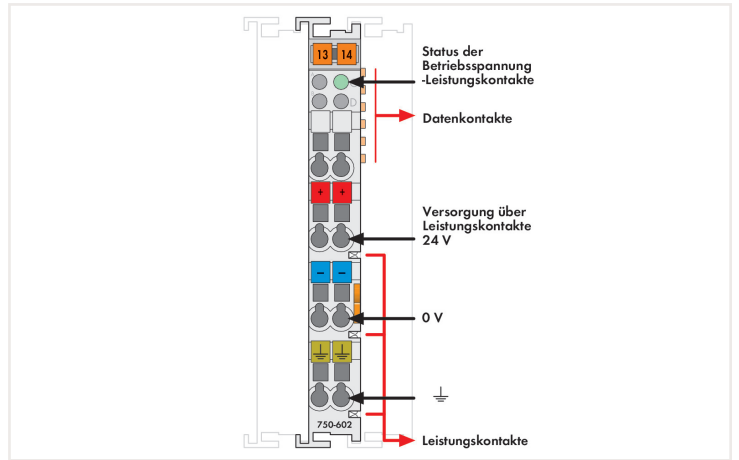 13 14
Status der
Betriebsspannung
-Leistungskontakte
Datenkontakte
+ +
Versorgung über
Leistungskontakte
24 V
– –
0 V
750-602
Leistungskontakte